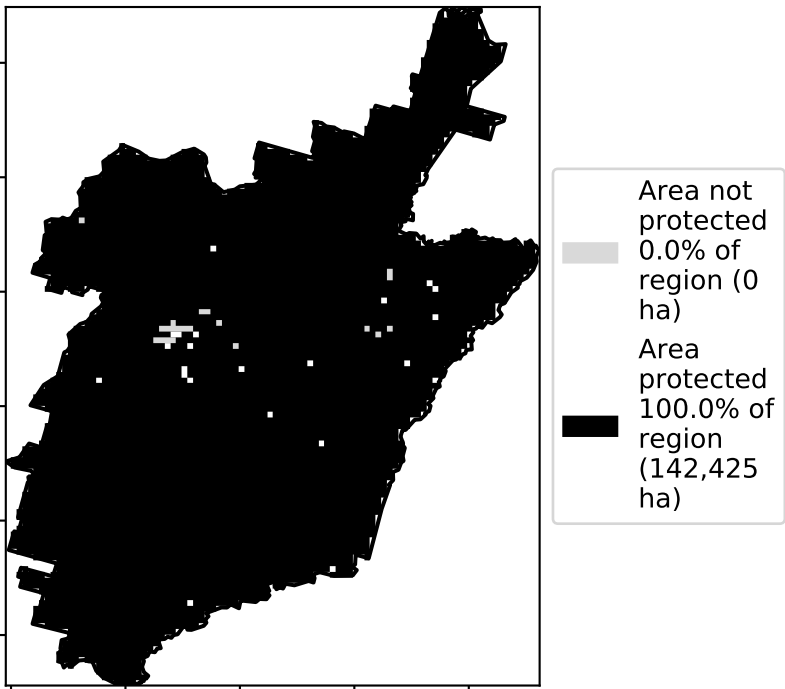 Area not
protected
0.0% of
region (0
ha)
Area
protected
100.0% of
region
(142,425
ha)